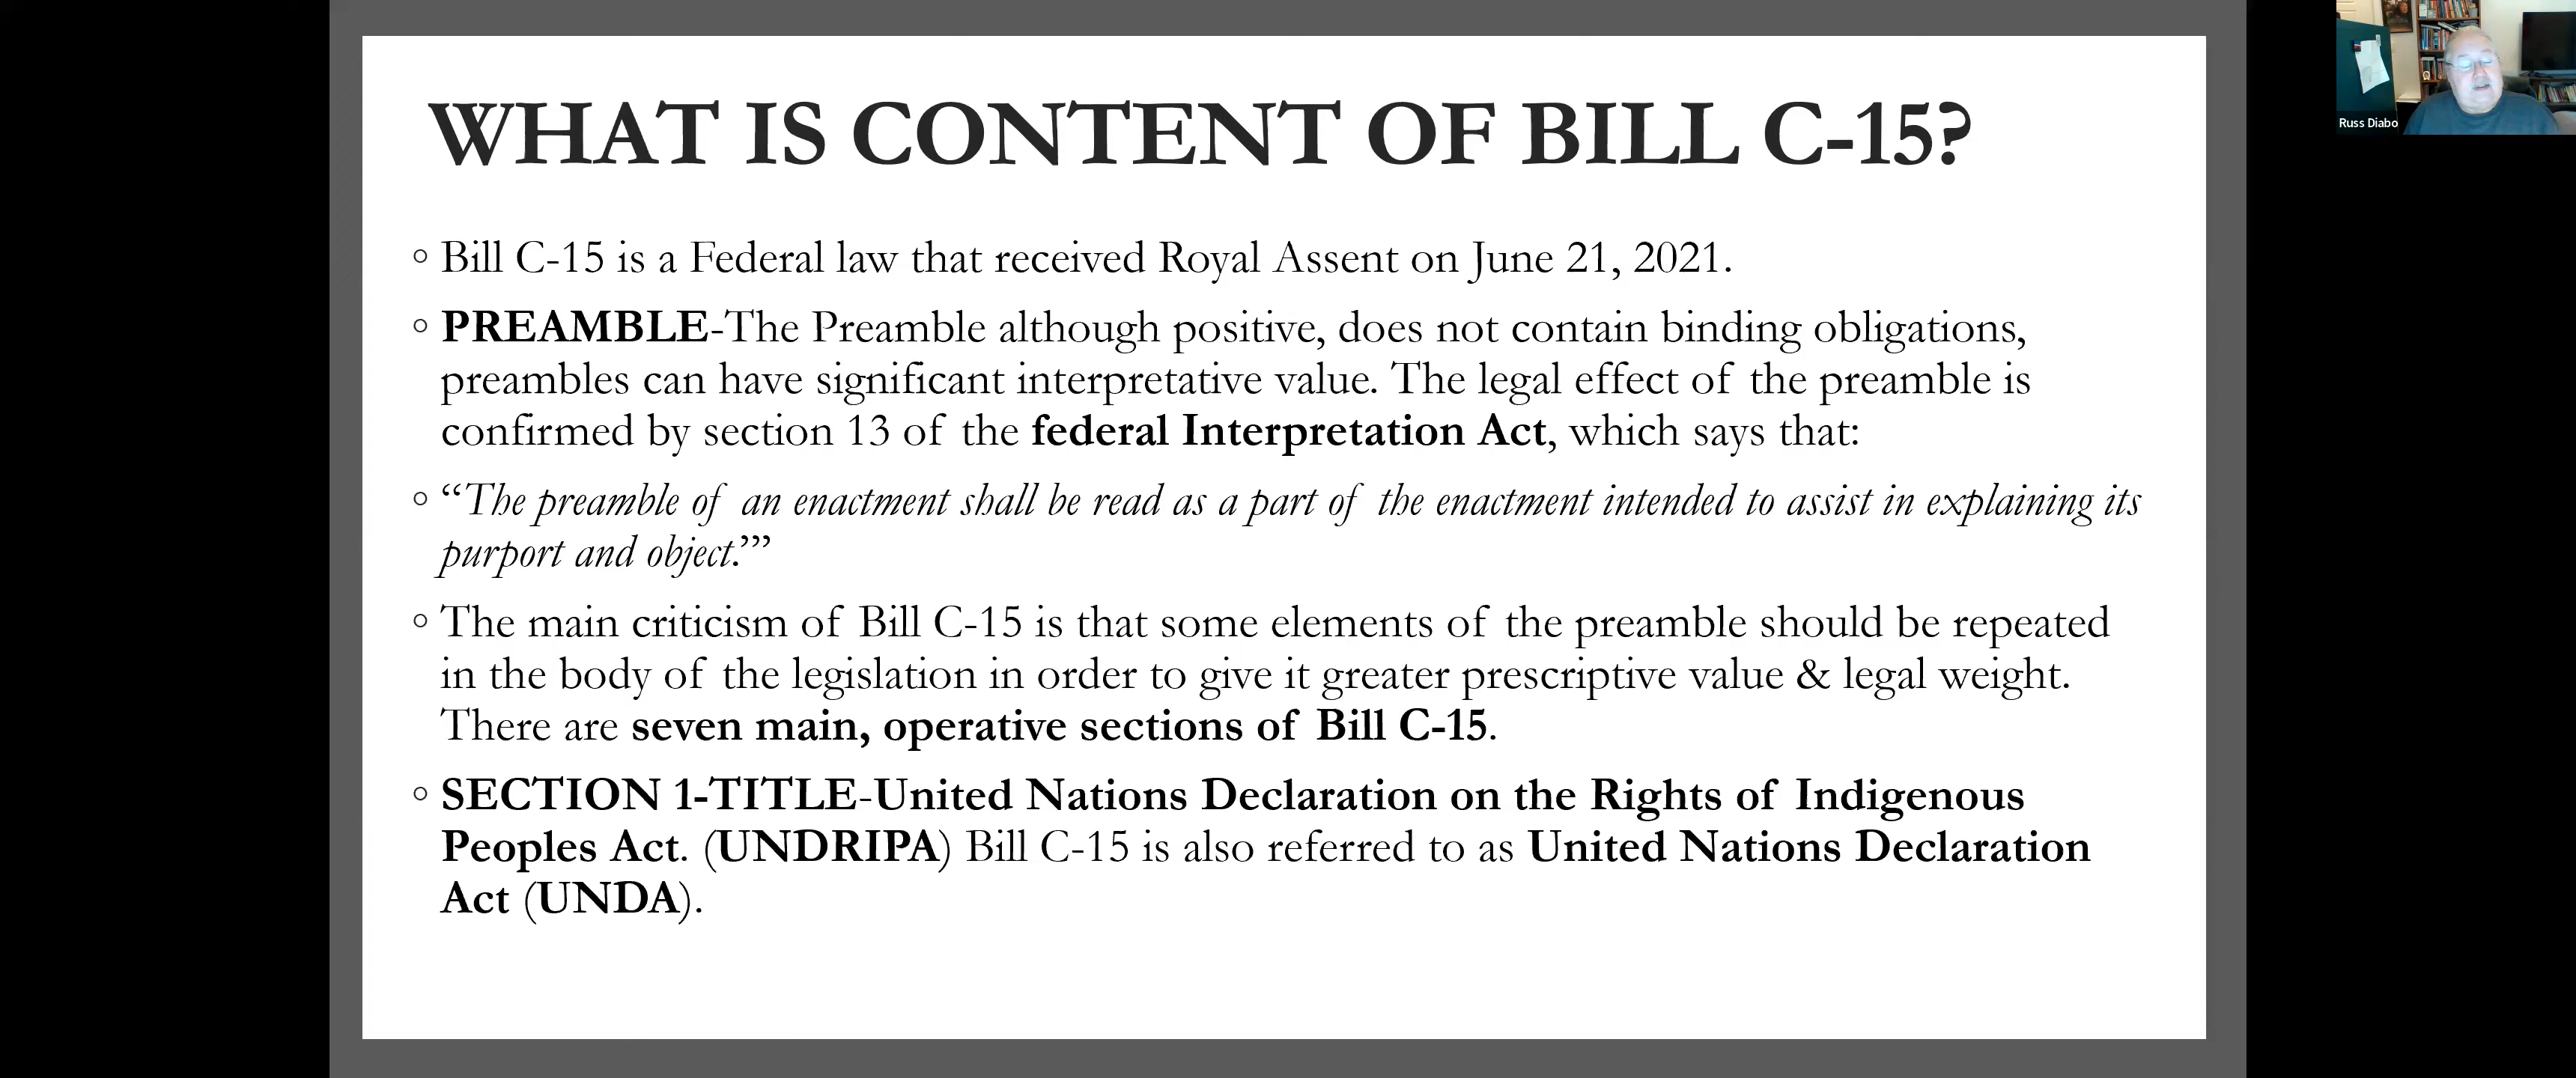 WHAT IS CONTENT OF BILL C-15?
Russ Diabo
◦ Bill C-15 is a Federal law that received Royal Assent on June 21, 2021.
◦ PREAMBLE-The Preamble although positive, does not contain binding obligations,
preambles can have significant interpretative value. The legal effect of the preamble is
confirmed by section 13 of the federal Interpretation Act, which says that:
◦ “The preamble of an enactment shall be read as a part of the enactment intended to assist in explaining its
purport and object.’”
◦ The main criticism of Bill C-15 is that some elements of the preamble should be repeated
in the body of the legislation in order to give it greater prescriptive value & legal weight.
There are seven main, operative sections of Bill C-15.
◦ SECTION 1-TITLE-United Nations Declaration on the Rights of Indigenous
Peoples Act. (UNDRIPA) Bill C-15 is also referred to as United Nations Declaration
Act (UNDA).